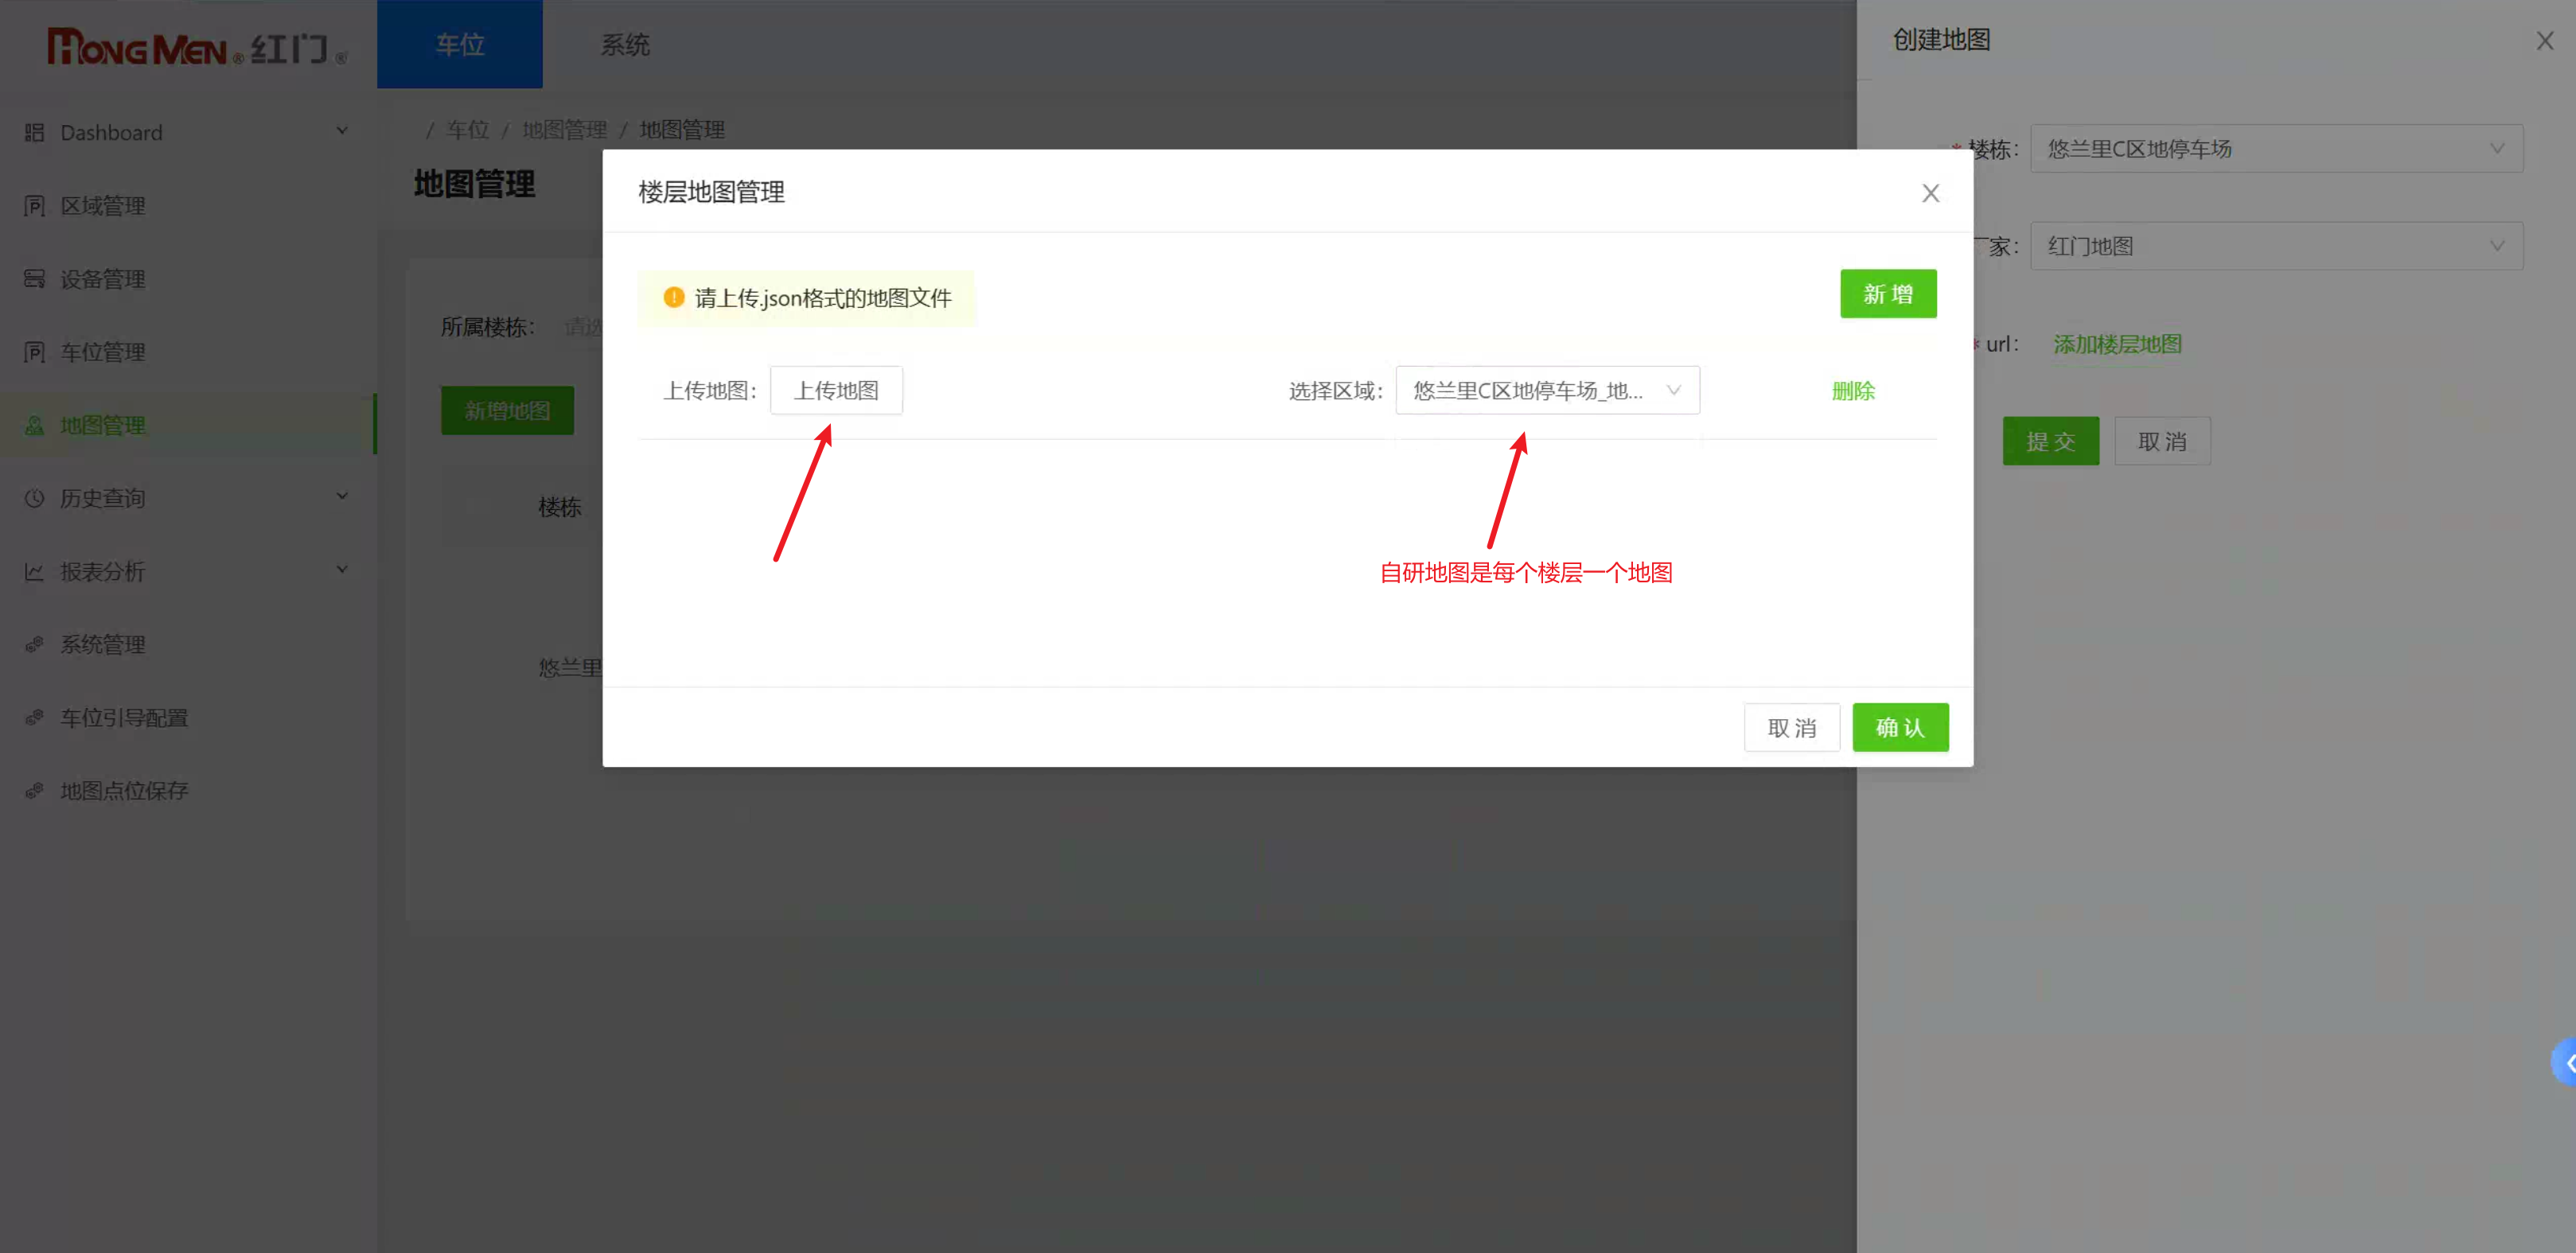 HONGMEN® 红门®
车位
系统
创建地图
Dashboard
/ 车位 / 地图管理 / 地图管理
* 楼栋：
悠兰里C区地停车场
地图管理
楼层地图管理
区域管理
家：
红门地图
设备管理
请上传.json格式的地图文件
新 增
所属楼栋：
请选
* url：
添加楼层地图
车位管理
上传地图：
上传地图
选择区域：
悠兰里C区地停车场_地...
删除
新增地图
地图管理
提 交
取 消
历史查询
楼栋
报表分析
自研地图是每个楼层一个地图
系统管理
悠兰里
车位引导配置
取 消
确 认
地图点位保存